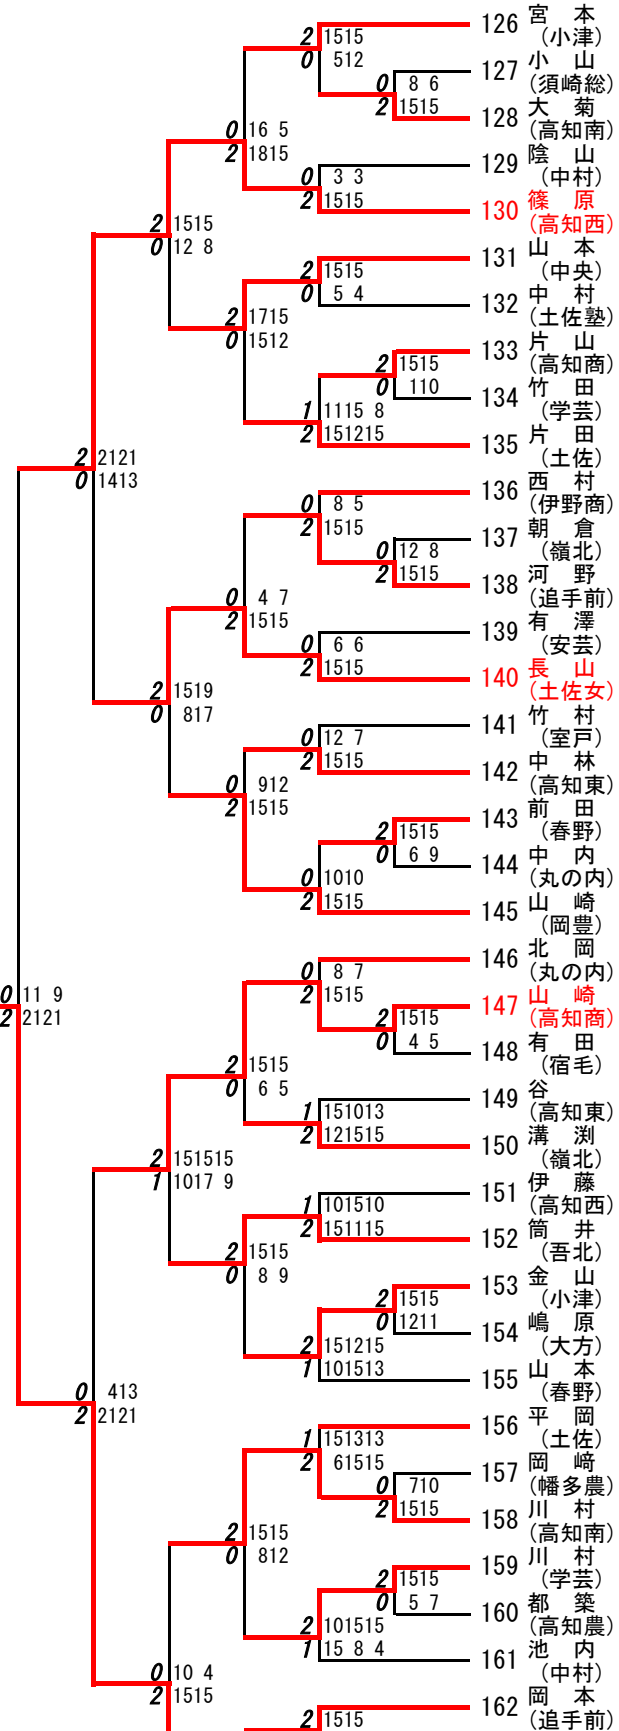 126 宮　本
（小津）
2 1515
0  512
127 小　山
（須崎総）
0  8 6
2 1515
128 大　菊
（高知南）
0 16 5
2 1815
129 陰　山
（中村）
0  3 3
2 1515
130 篠　原
（高知西）
2 1515
0 12 8
131 山　本
（中央）
2 1515
0  5 4
132 中　村
（土佐塾）
2 1715
0 1512
133 片　山
（高知商）
2 1515
0  110
134 竹　田
（学芸）
1 1115 8
2 151215
135 片　田
（土佐）
2 2121
0 1413
136 西　村
（伊野商）
0  8 5
2 1515
137 朝　倉
（嶺北）
0 12 8
2 1515
138 河　野
（追手前）
0  4 7
2 1515
139 有　澤
（安芸）
0  6 6
2 1515
140 長　山
（土佐女）
2 1519
0  817
141 竹　村
（室戸）
0 12 7
2 1515
142 中　林
（高知東）
0  912
2 1515
143 前　田
（春野）
2 1515
0  6 9
144 中　内
（丸の内）
0 1010
2 1515
145 山　崎
（岡豊）
146 北　岡
（丸の内）
0  8 7
2 1515
0 11 9
2 2121
147 山　崎
（高知商）
2 1515
0  4 5
148 有　田
（宿毛）
2 1515
0  6 5
149 谷
（高知東）
1 151013
2 121515
150 溝　渕
（嶺北）
2 151515
1 1017 9
151 伊　藤
（高知西）
1 101510
2 151115
152 筒　井
（吾北）
2 1515
0  8 9
153 金　山
（小津）
2 1515
0 1211
154 嶋　原
（大方）
2 151215
1 101513
155 山　本
（春野）
0  413
2 2121
156 平　岡
（土佐）
1 151313
2  61515
157 岡　﨑
（幡多農）
0  710
2 1515
158 川　村
（高知南）
2 1515
0  812
159 川　村
（学芸）
2 1515
0  5 7
160 都　築
（高知農）
2 101515
1 15 8 4
161 池　内
（中村）
0 10 4
2 1515
162 岡　本
（追手前）
2 1515